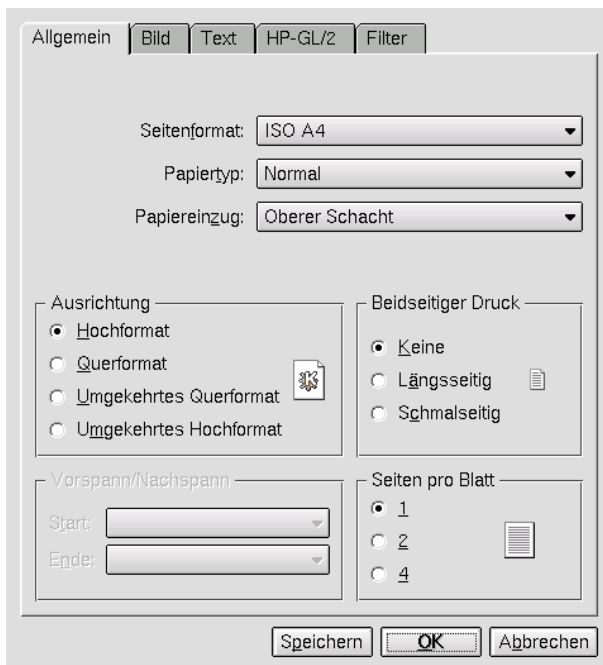 Allgemein Bild Text HP-GL/2 Filter
Seitenformat: ISO A4
Papiertyp: Normal
Papiereinzug: Oberer Schacht
Ausrichtung
Hochformat
Querformat
Umgekehrtes Querformat
Umgekehrtes Hochformat
Beidseitiger Druck
Keine
Längsseitig
Schmalseitig
Vorspann/Nachspann
Start:
Ende:
Seiten pro Blatt
1
2
4
Speichern OK Abbrechen